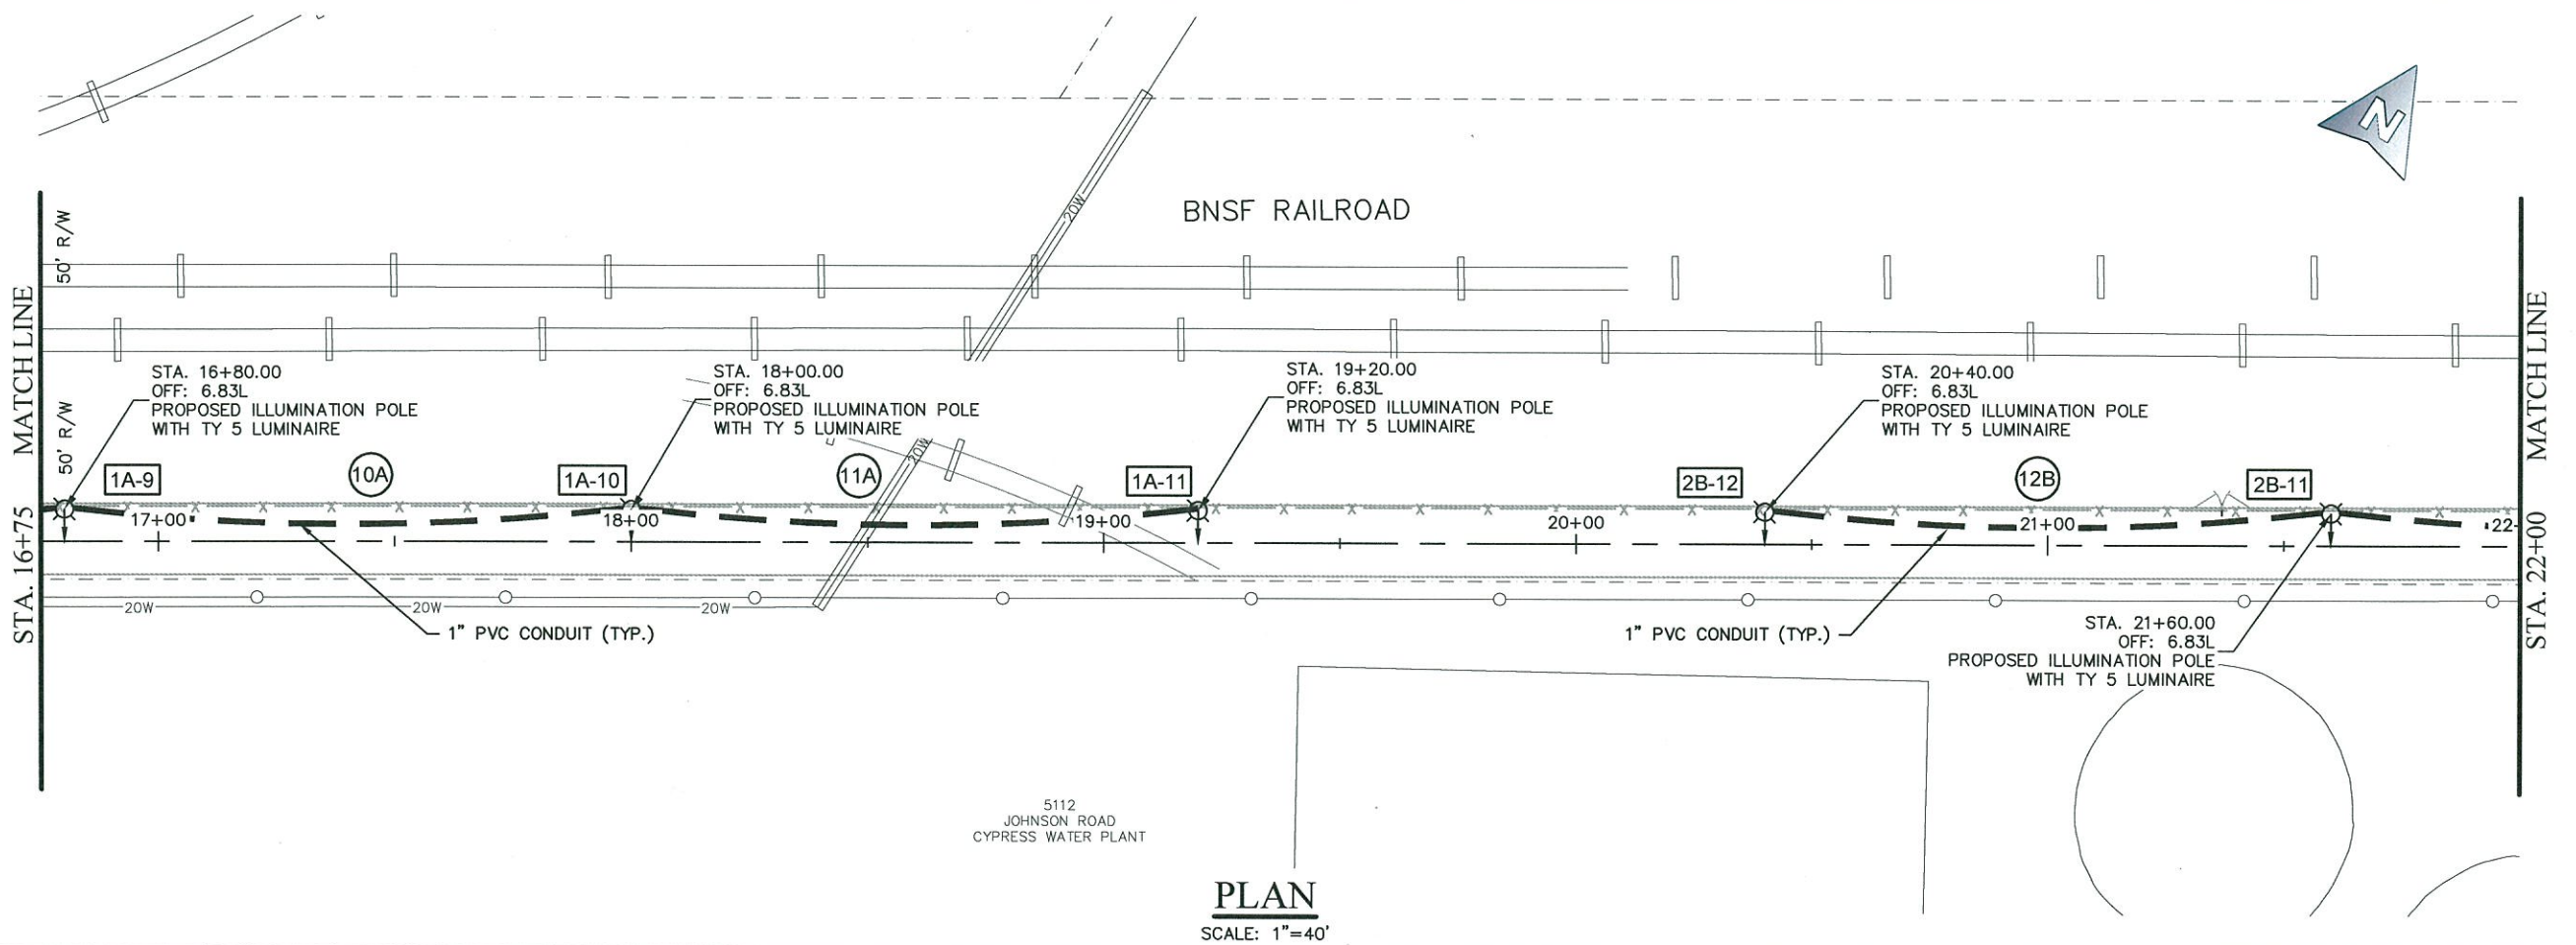 N
BNSF RAILROAD
20W
50' R/W
50' R/W
MATCH LINE
STA. 16+75
MATCH LINE
STA. 22+00
STA. 16+80.00
OFF: 6.83L
PROPOSED ILLUMINATION POLE
WITH TY 5 LUMINAIRE
STA. 18+00.00
OFF: 6.83L
PROPOSED ILLUMINATION POLE
WITH TY 5 LUMINAIRE
STA. 19+20.00
OFF: 6.83L
PROPOSED ILLUMINATION POLE
WITH TY 5 LUMINAIRE
STA. 20+40.00
OFF: 6.83L
PROPOSED ILLUMINATION POLE
WITH TY 5 LUMINAIRE
1A-9
10A
1A-10
11A
20W
1A-11
2B-12
12B
2B-11
17+00
18+00
19+00
20+00
21+00
22-
20W
20W
20W
1" PVC CONDUIT (TYP.)
1" PVC CONDUIT (TYP.)
STA. 21+60.00
OFF: 6.83L
PROPOSED ILLUMINATION POLE
WITH TY 5 LUMINAIRE
5112
JOHNSON ROAD
CYPRESS WATER PLANT
PLAN
SCALE: 1"=40'